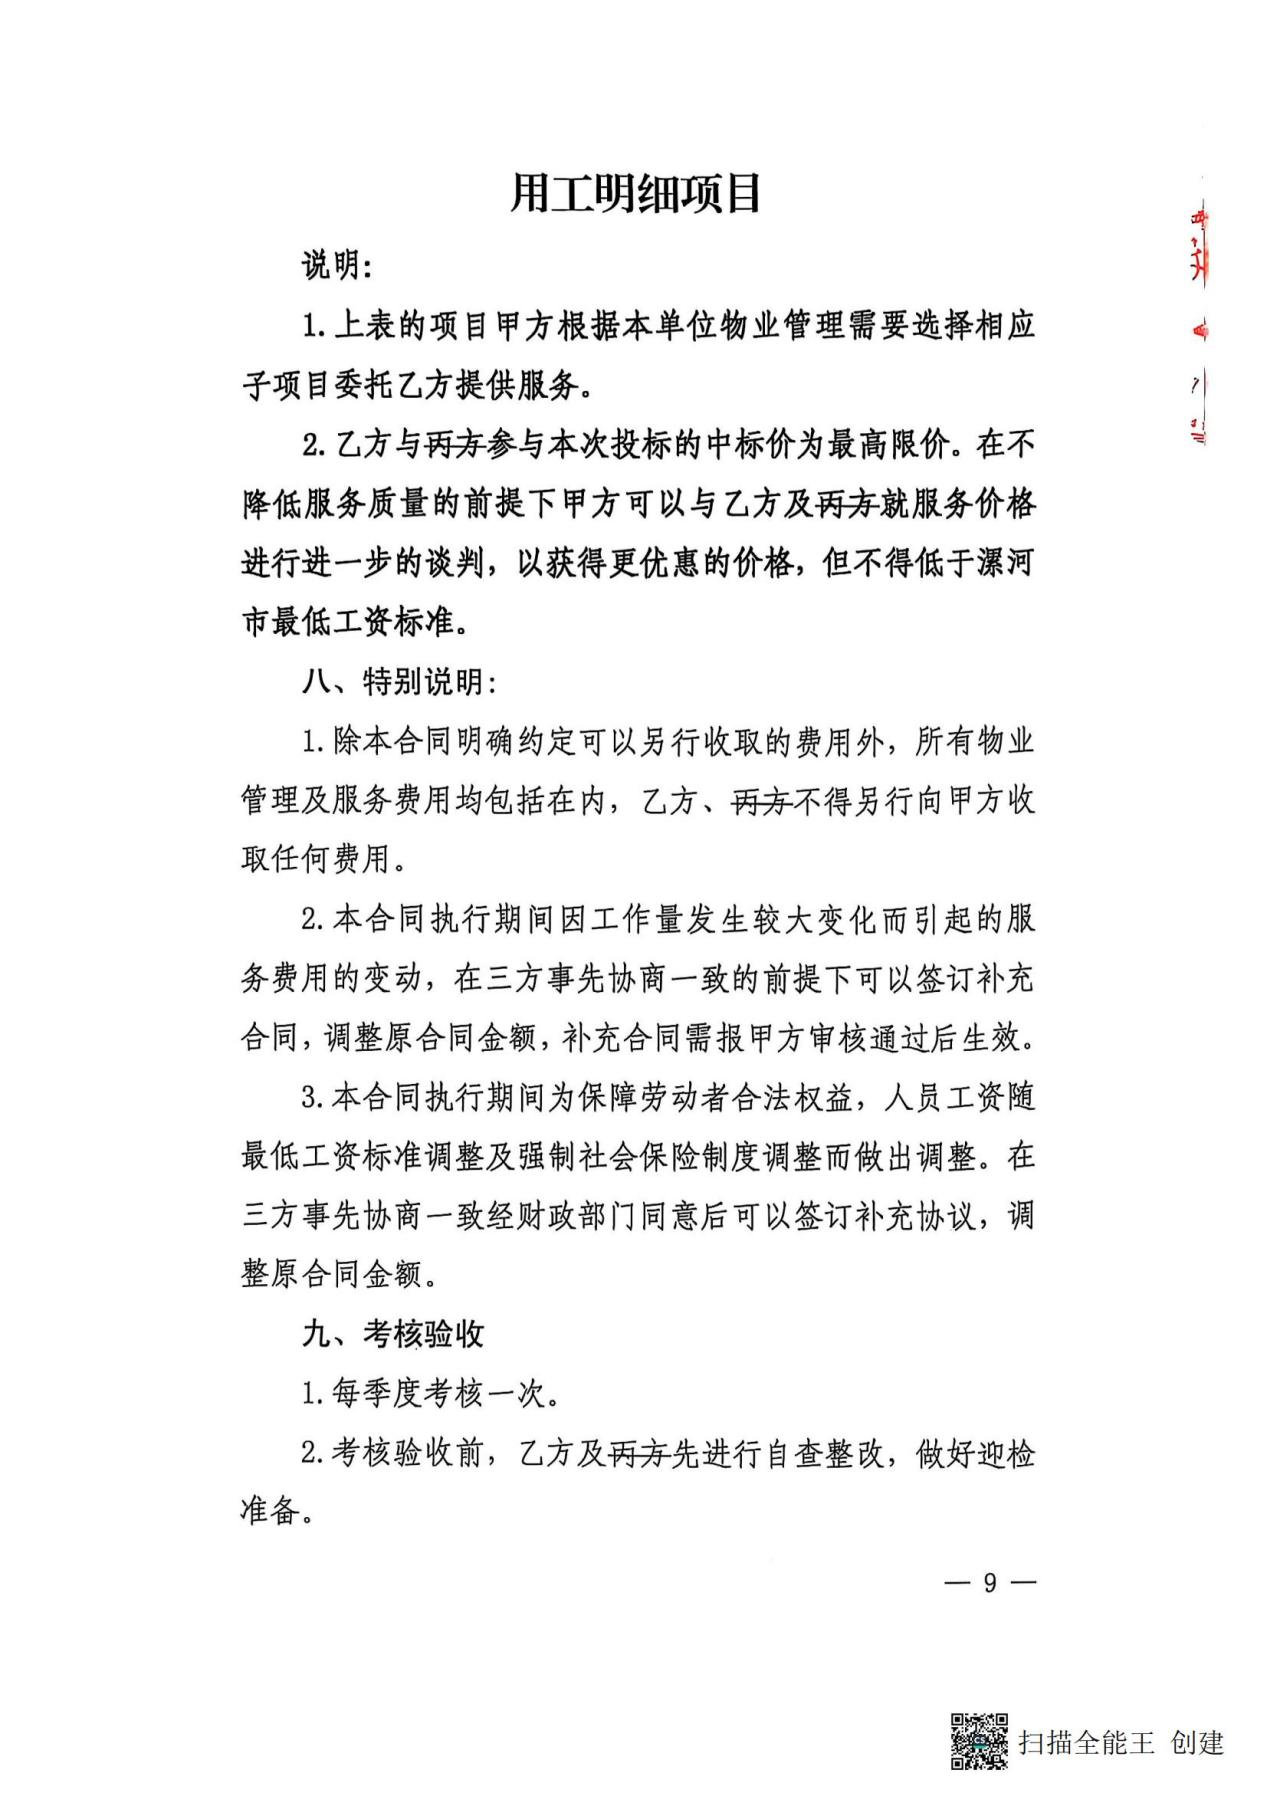 用工明细项目
说明：
1.上表的项目甲方根据本单位物业管理需要选择相应
子项目委托乙方提供服务。
2.乙方与丙方参与本次投标的中标价为最高限价。在不
降低服务质量的前提下甲方可以与乙方及丙方就服务价格
进行进一步的谈判，以获得更优惠的价格，但不得低于漯河
市最低工资标准。
八、特别说明：
1.除本合同明确约定可以另行收取的费用外，所有物业
管理及服务费用均包括在内，乙方、丙方不得另行向甲方收
取任何费用。
2.本合同执行期间因工作量发生较大变化而引起的服
务费用的变动，在三方事先协商一致的前提下可以签订补充
合同，调整原合同金额，补充合同需报甲方审核通过后生效。
3.本合同执行期间为保障劳动者合法权益，人员工资随
最低工资标准调整及强制社会保险制度调整而做出调整。在
三方事先协商一致经财政部门同意后可以签订补充协议，调
整原合同金额。
九、考核验收
1.每季度考核一次。
2.考核验收前，乙方及丙方先进行自查整改，做好迎检
准备。
— 9 —
扫描全能王 创建